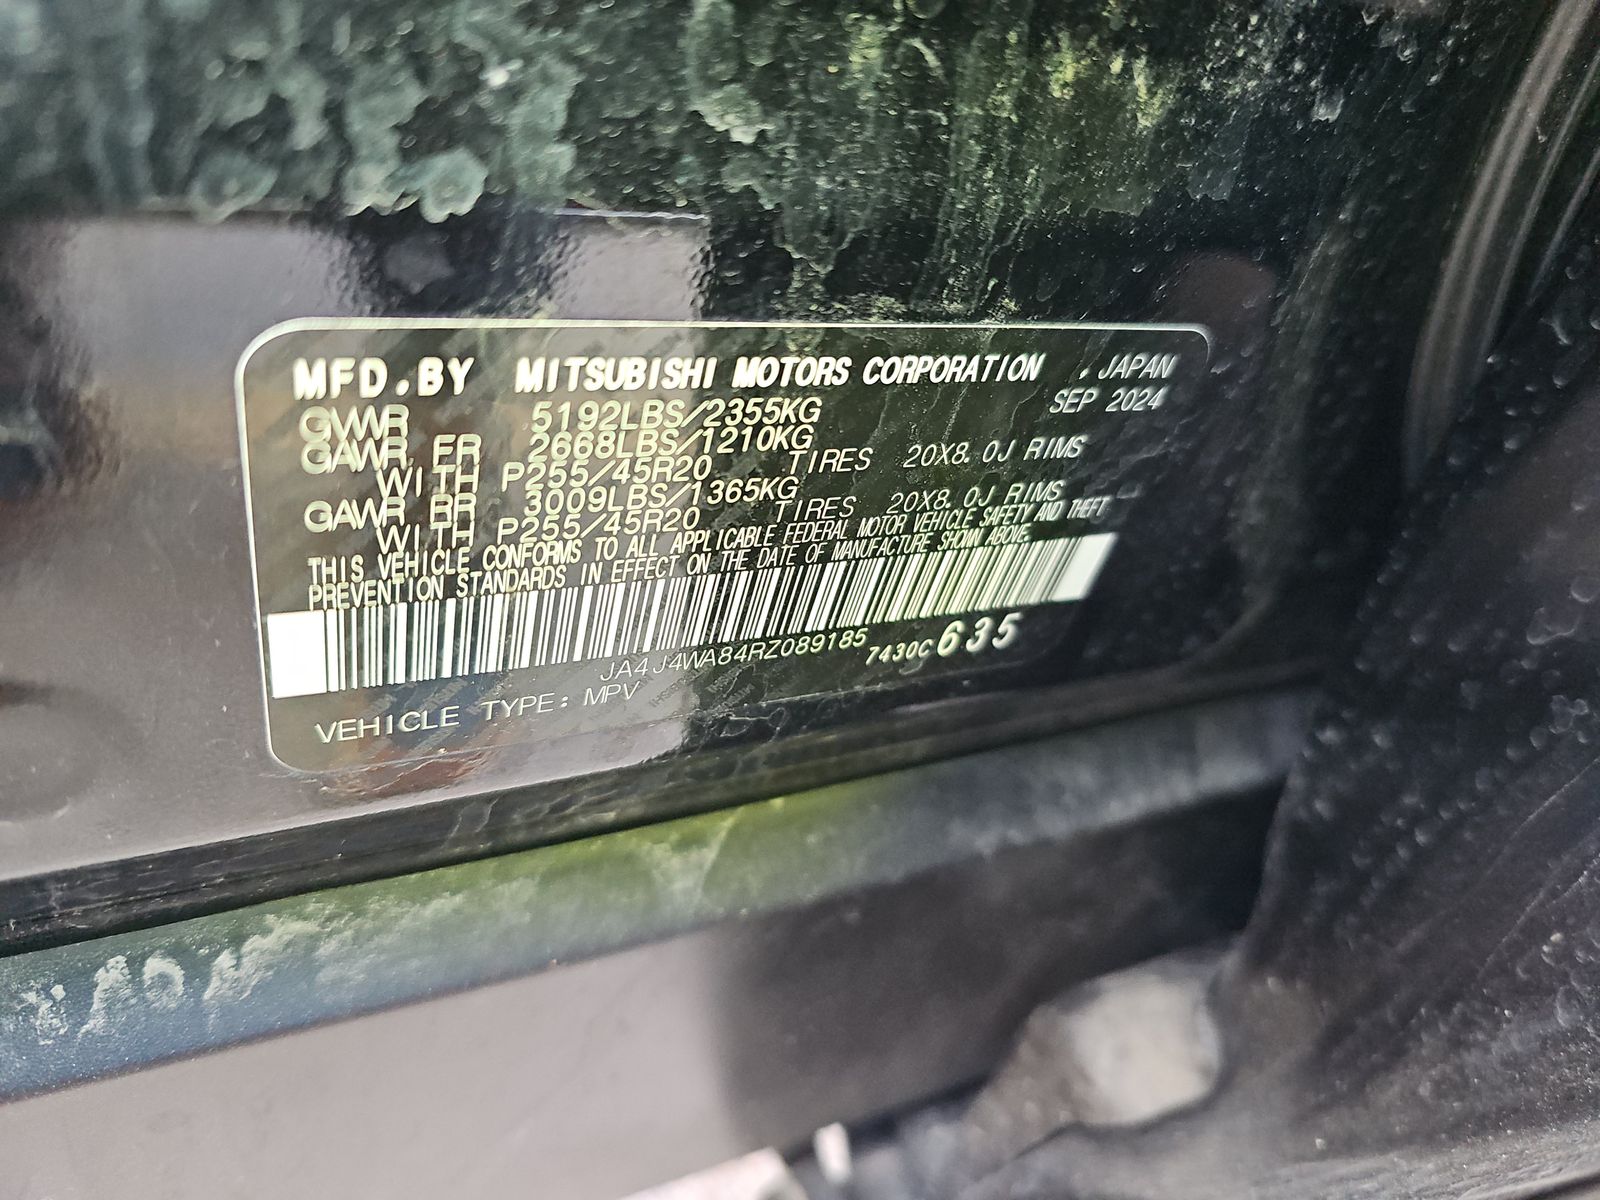 MFD.BY MITSUBISHI MOTORS CORPORATION , JAPAN
GVWR 5192LBS/2355KG SEP 2024
GAWR FR 2668LBS/1210KG
WITH P255/45R20 TIRES 20X8.0J RIMS
GAWR RR 3009LBS/1365KG
WITH P255/45R20 TIRES 20X8.0J RIMS
THIS VEHICLE CONFORMS TO ALL APPLICABLE FEDERAL MOTOR VEHICLE SAFETY AND THEFT
PREVENTION STANDARDS IN EFFECT ON THE DATE OF MANUFACTURE SHOWN ABOVE.
JA4J4WA84RZ089185 7430C 635
VEHICLE TYPE: MPV